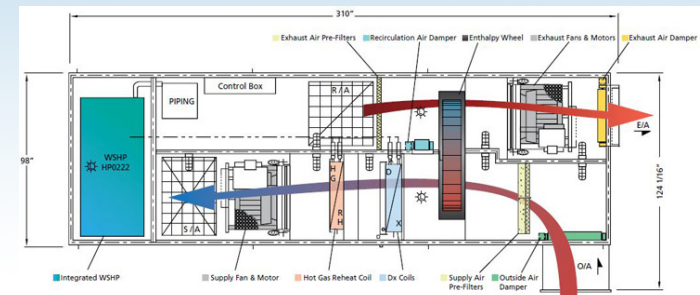 310"
Exhaust Air Pre-Filters
Recirculation Air Damper
Enthalpy Wheel
Exhaust Fans & Motors
Exhaust Air Damper
98"
PIPING
Control Box
R / A
E/A
WSHP
HP0222
H
G
R H
D
X
S / A
124 1/16"
O/A
Integrated WSHP
Supply Fan & Motor
Hot Gas Reheat Coil
Dx Coils
Supply Air
Pre-Filters
Outside Air
Damper